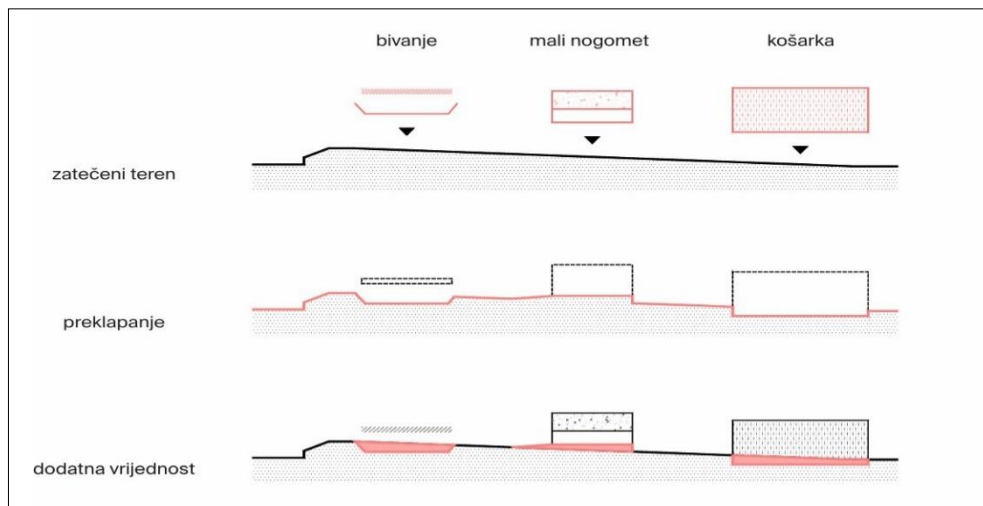 bivanje
mali nogomet
košarka
zatečeni teren
preklapanje
dodatna vrijednost